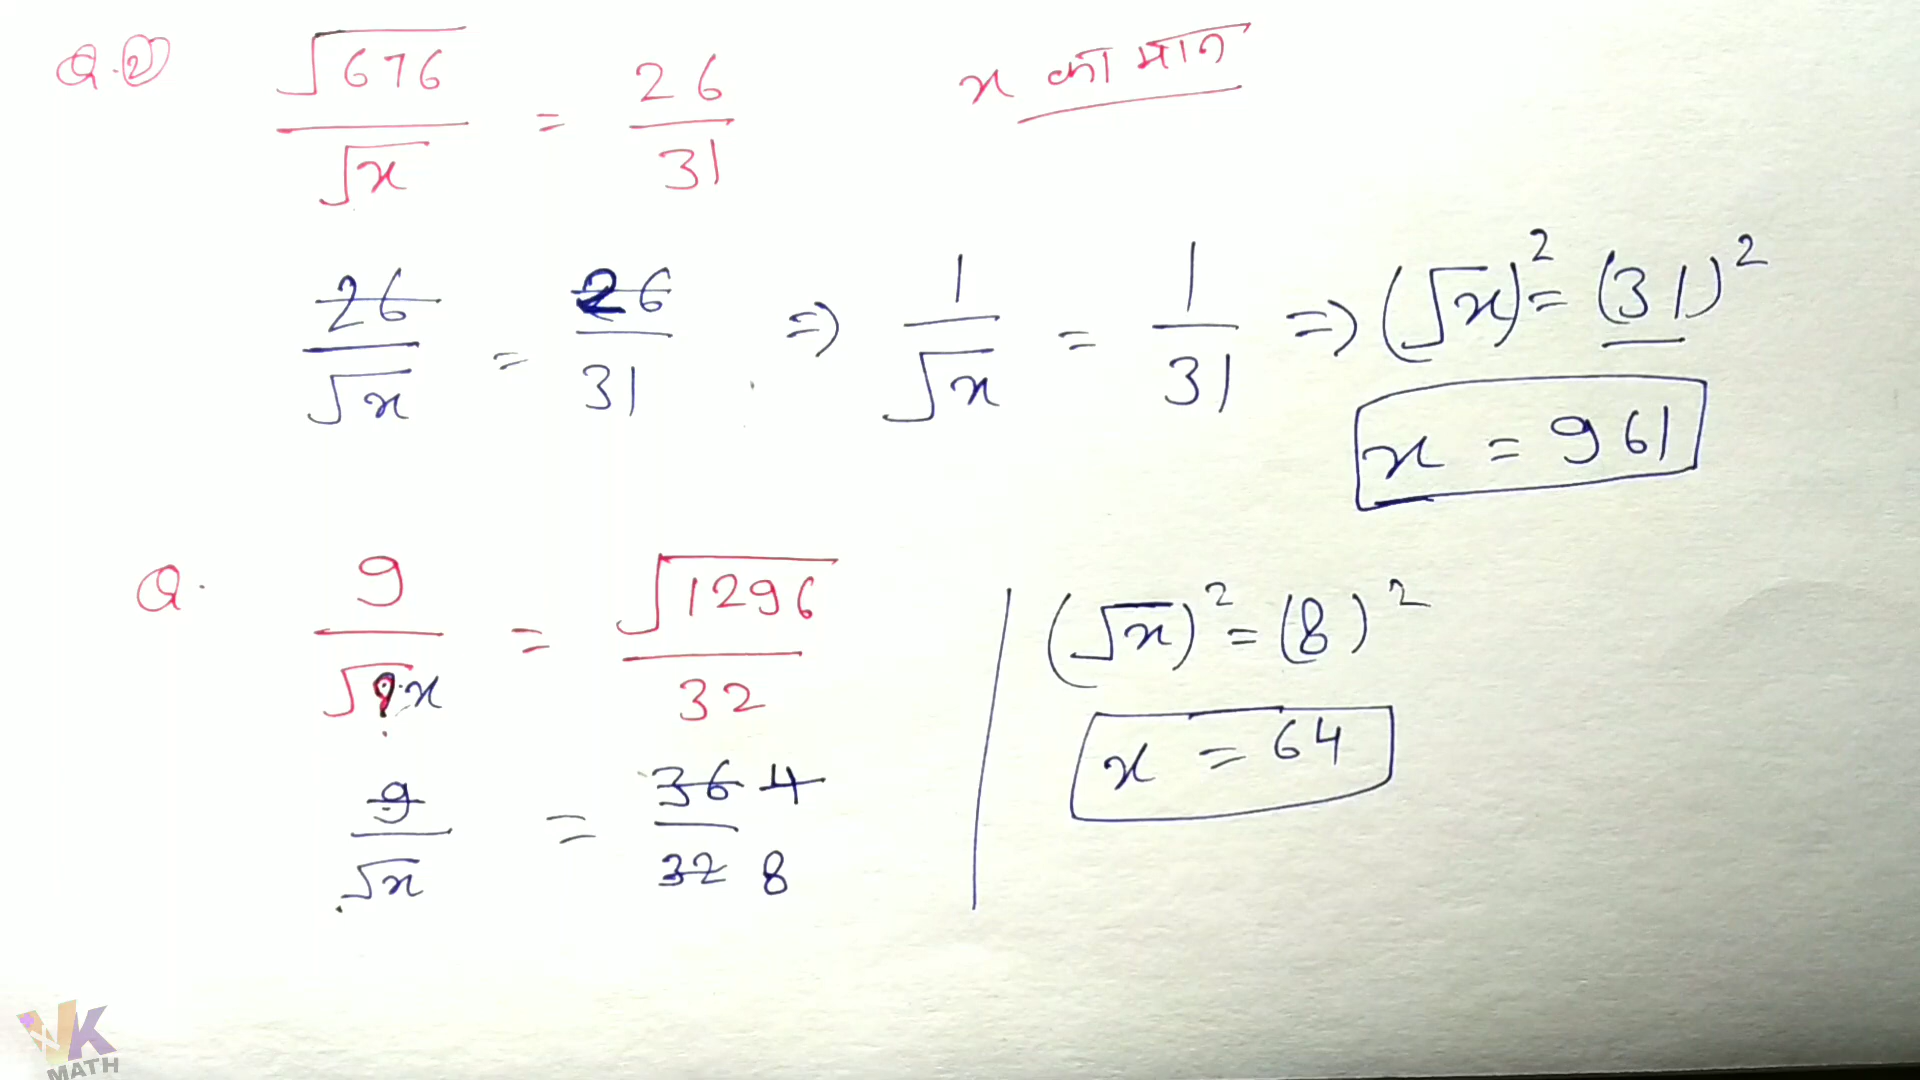 Q.② √676 / √x = 26 / 31 x का मान
26 / √x = 26 / 31 ⇒ 1 / √x = 1 / 31 ⇒ (√x)² = (31)²
x = 961
Q. 9 / √x = √1296 / 32
9 / √x = 36 4 / 32 8
(√x)² = (8)²
x = 64
VK
MATH